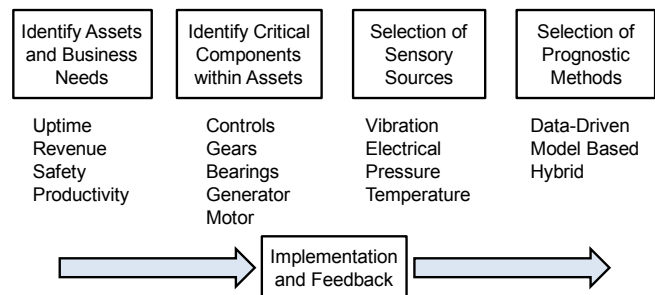 Identify Assets
and Business
Needs
Uptime
Revenue
Safety
Productivity
Identify Critical
Components
within Assets
Controls
Gears
Bearings
Generator
Motor
Selection of
Sensory
Sources
Vibration
Electrical
Pressure
Temperature
Selection of
Prognostic
Methods
Data-Driven
Model Based
Hybrid
Implementation
and Feedback